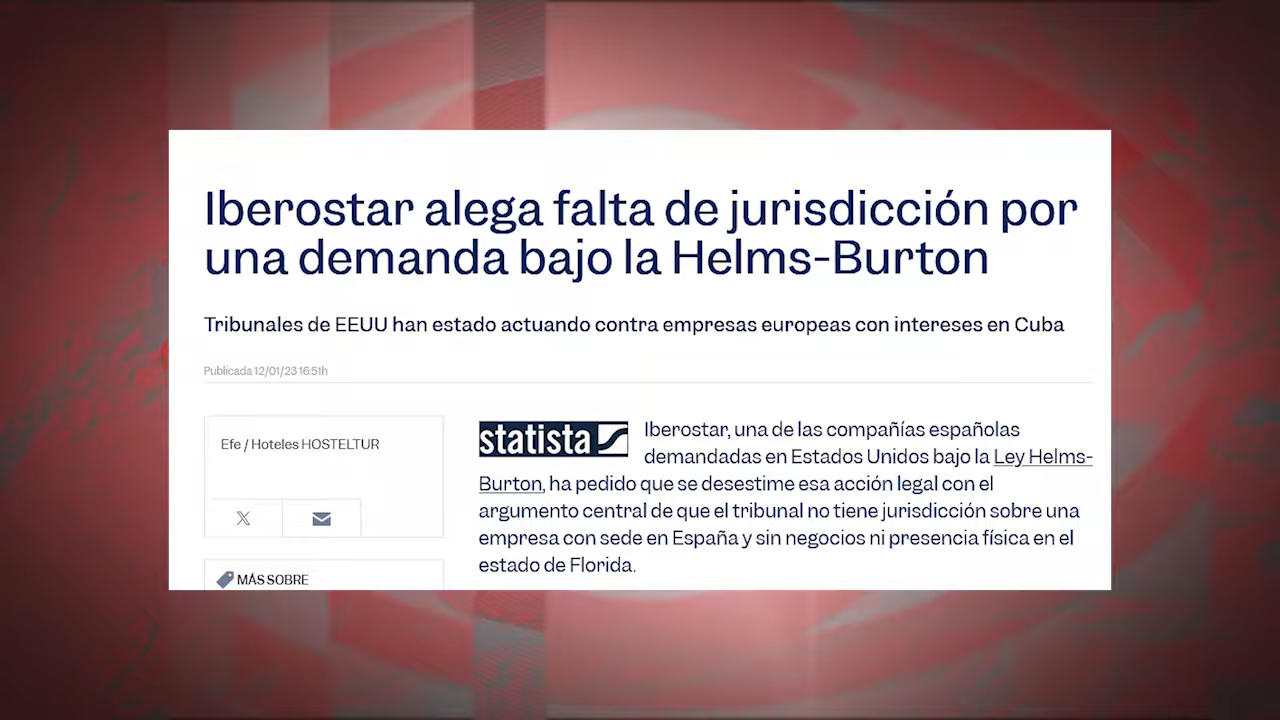 Iberostar alega falta de jurisdicción por
una demanda bajo la Helms-Burton
Tribunales de EEUU han estado actuando contra empresas europeas con intereses en Cuba
Publicada 12/01/23 16:51h
Efe / Hoteles HOSTELTUR
MÁS SOBRE
statista
Iberostar, una de las compañías españolas
demandadas en Estados Unidos bajo la Ley Helms-
Burton, ha pedido que se desestime esa acción legal con el
argumento central de que el tribunal no tiene jurisdicción sobre una
empresa con sede en España y sin negocios ni presencia física en el
estado de Florida.